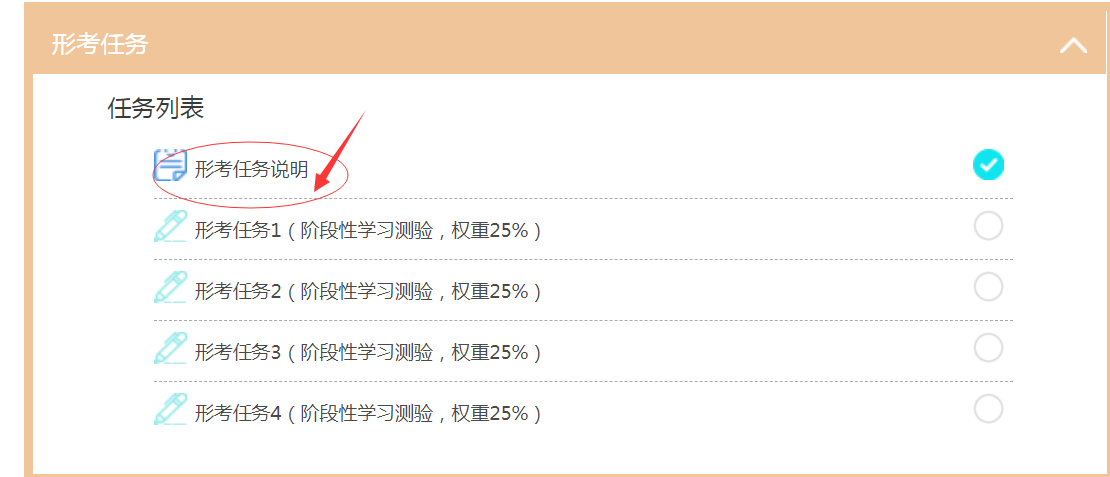 形考任务
任务列表
形考任务说明
形考任务1（阶段性学习测验，权重25%）
形考任务2（阶段性学习测验，权重25%）
形考任务3（阶段性学习测验，权重25%）
形考任务4（阶段性学习测验，权重25%）